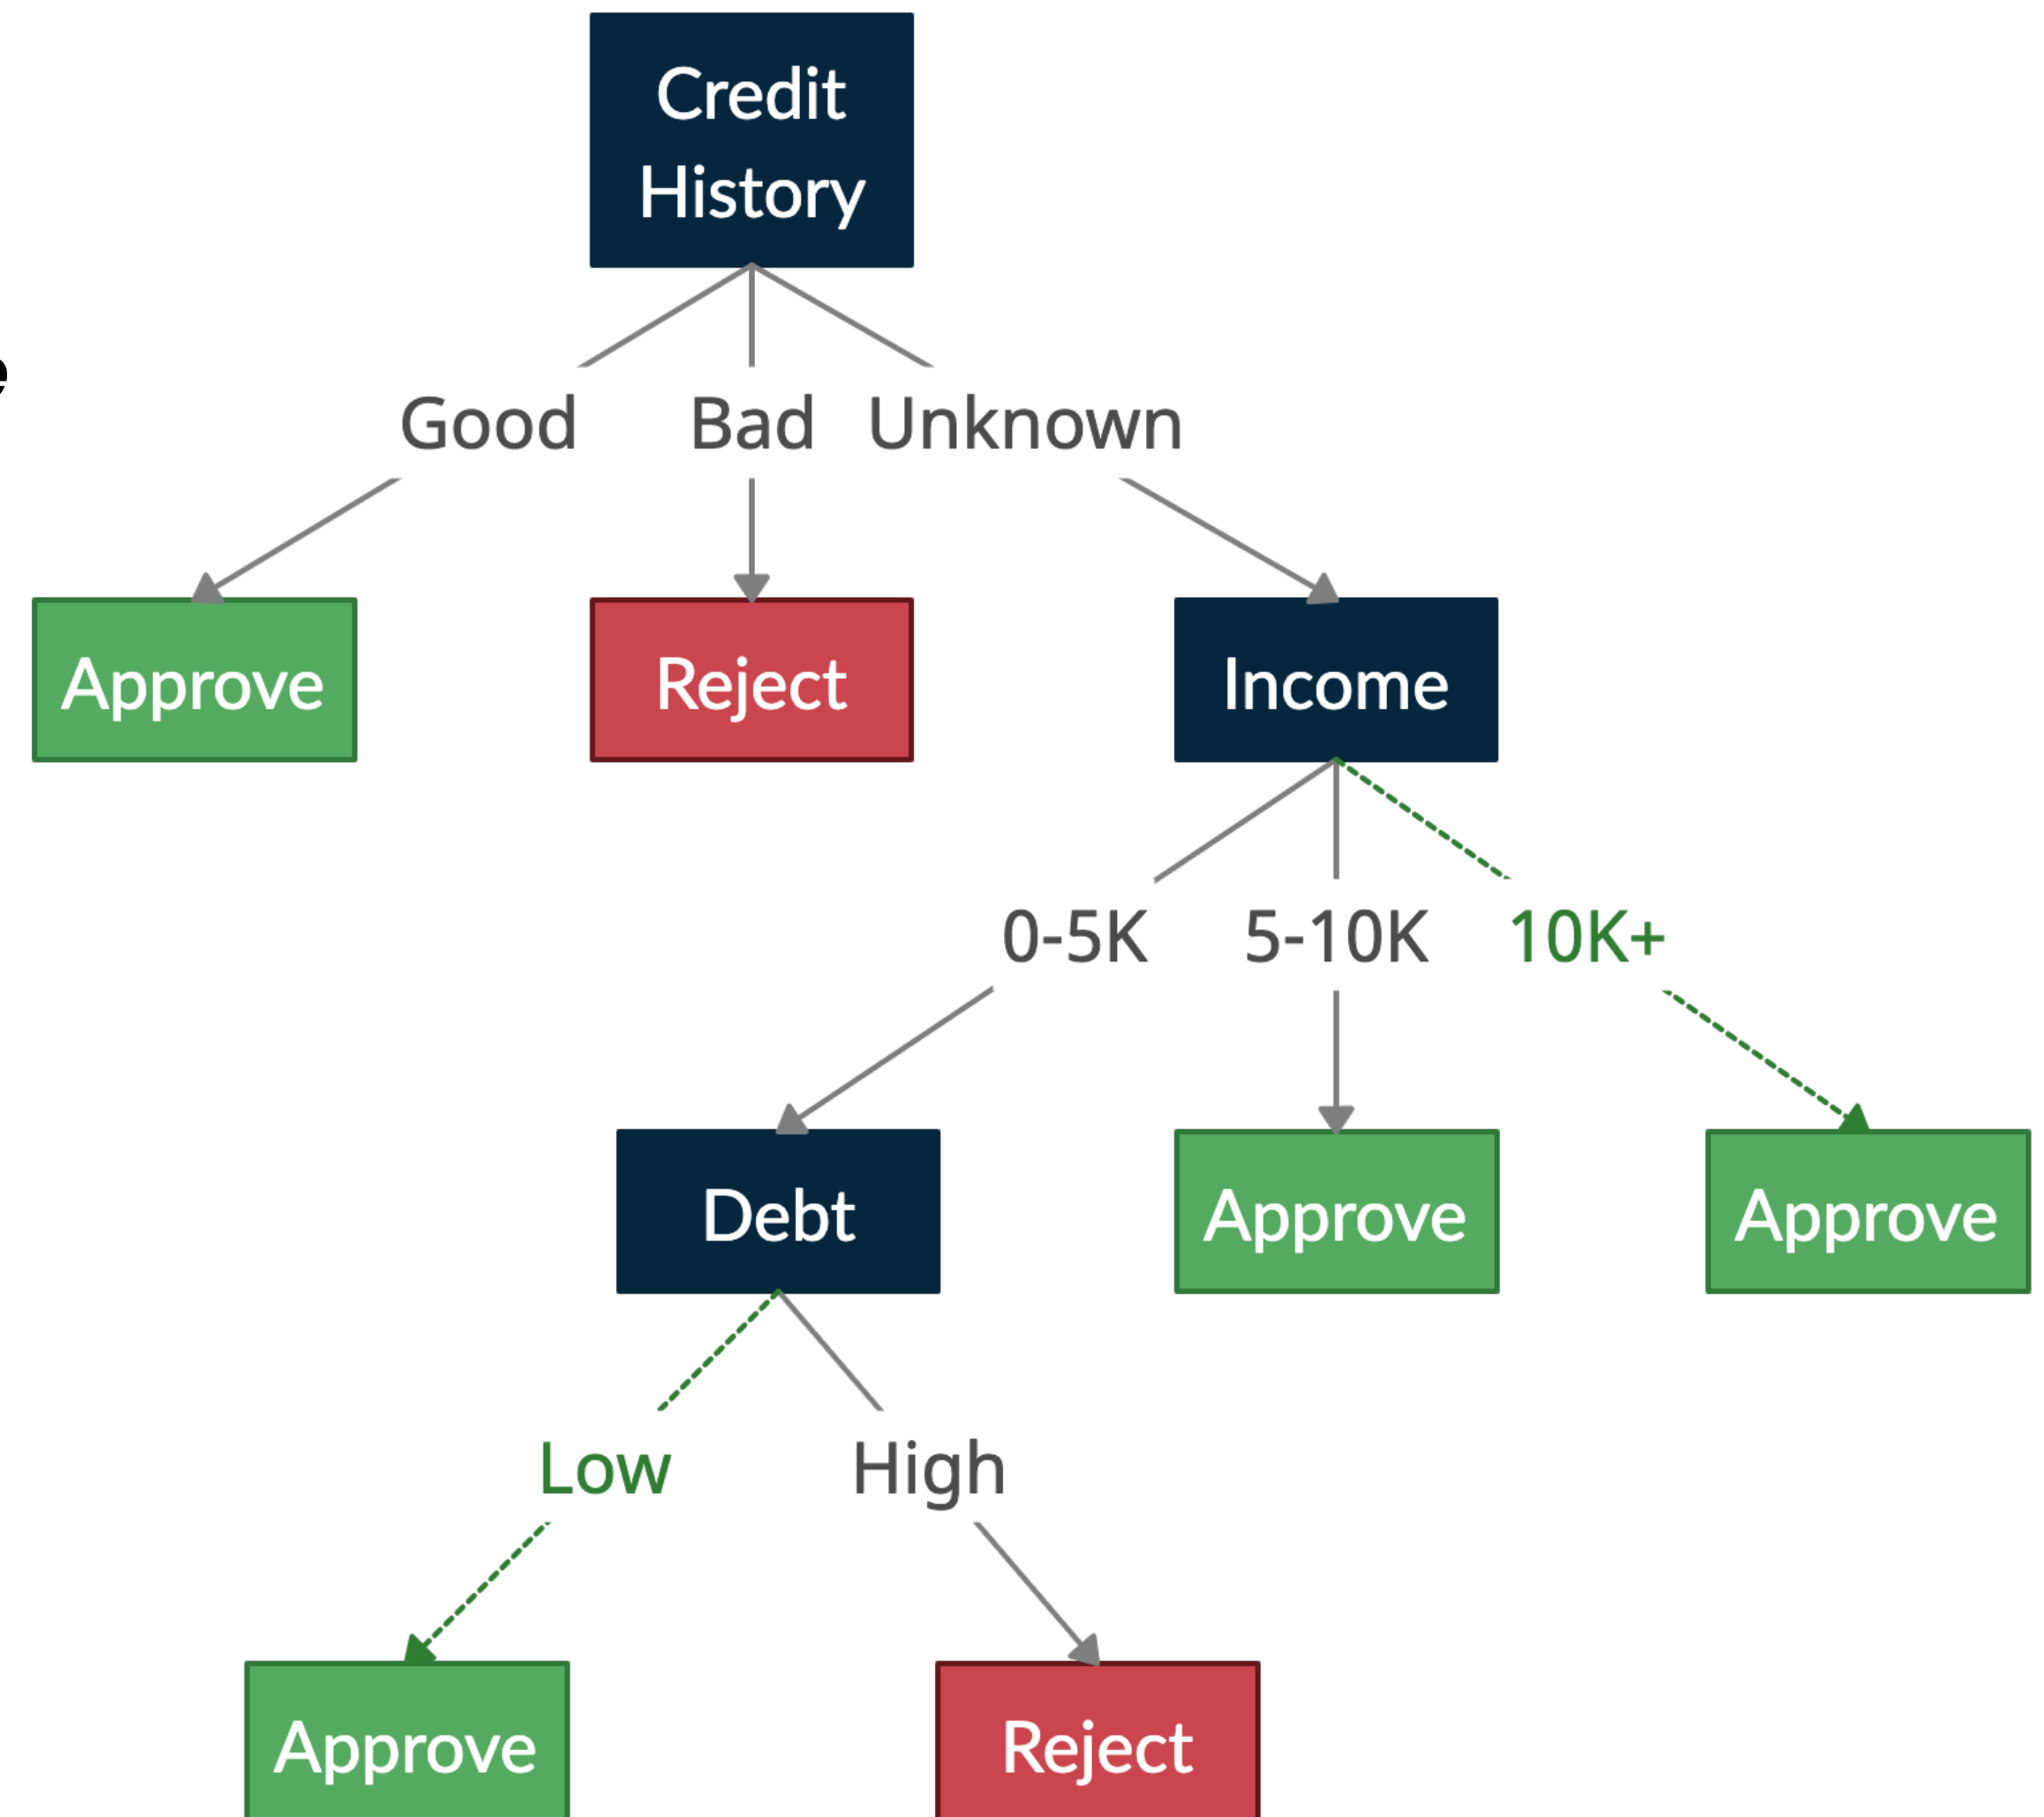 Credit
History
e
Good Bad Unknown
Approve Reject Income
0-5K 5-10K 10K+
Debt Approve Approve
Low High
Approve Reject